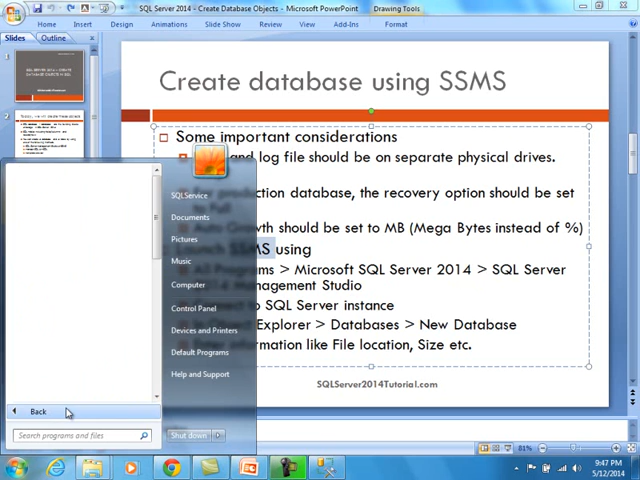 SQL Server 2014 - Create Database Objects - Microsoft PowerPoint
Drawing Tools
Home
Insert
Design
Animations
Slide Show
Review
View
Add-Ins
Format
Slides
Outline
Create database using SSMS
Some important considerations
and log file should be on separate physical drives.
production database, the recovery option should be set
to Full
Auto Growth should be set to MB (Mega Bytes instead of %)
Launch SSMS using
All Programs > Microsoft SQL Server 2014 > SQL Server
2014 Management Studio
to SQL Server instance
Explorer > Databases > New Database
information like File location, Size etc.
SQLServer2014Tutorial.com
SQLService
Documents
Pictures
Music
Computer
Control Panel
Devices and Printers
Default Programs
Help and Support
Back
Search programs and files
Shut down
81%
9:47 PM
5/12/2014